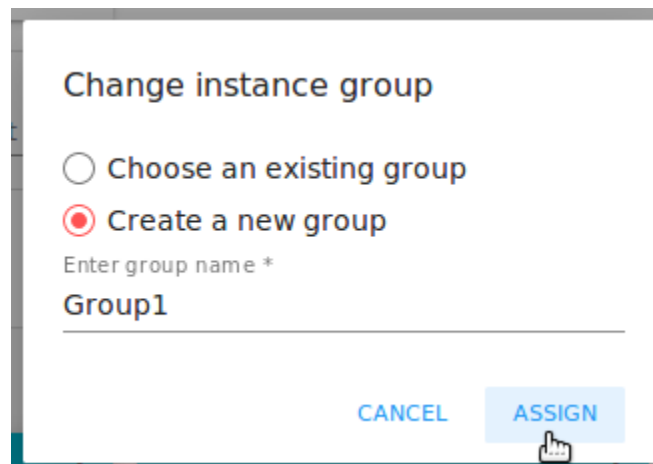 Change instance group
Choose an existing group
Create a new group
Enter group name *
Group1
CANCEL ASSIGN